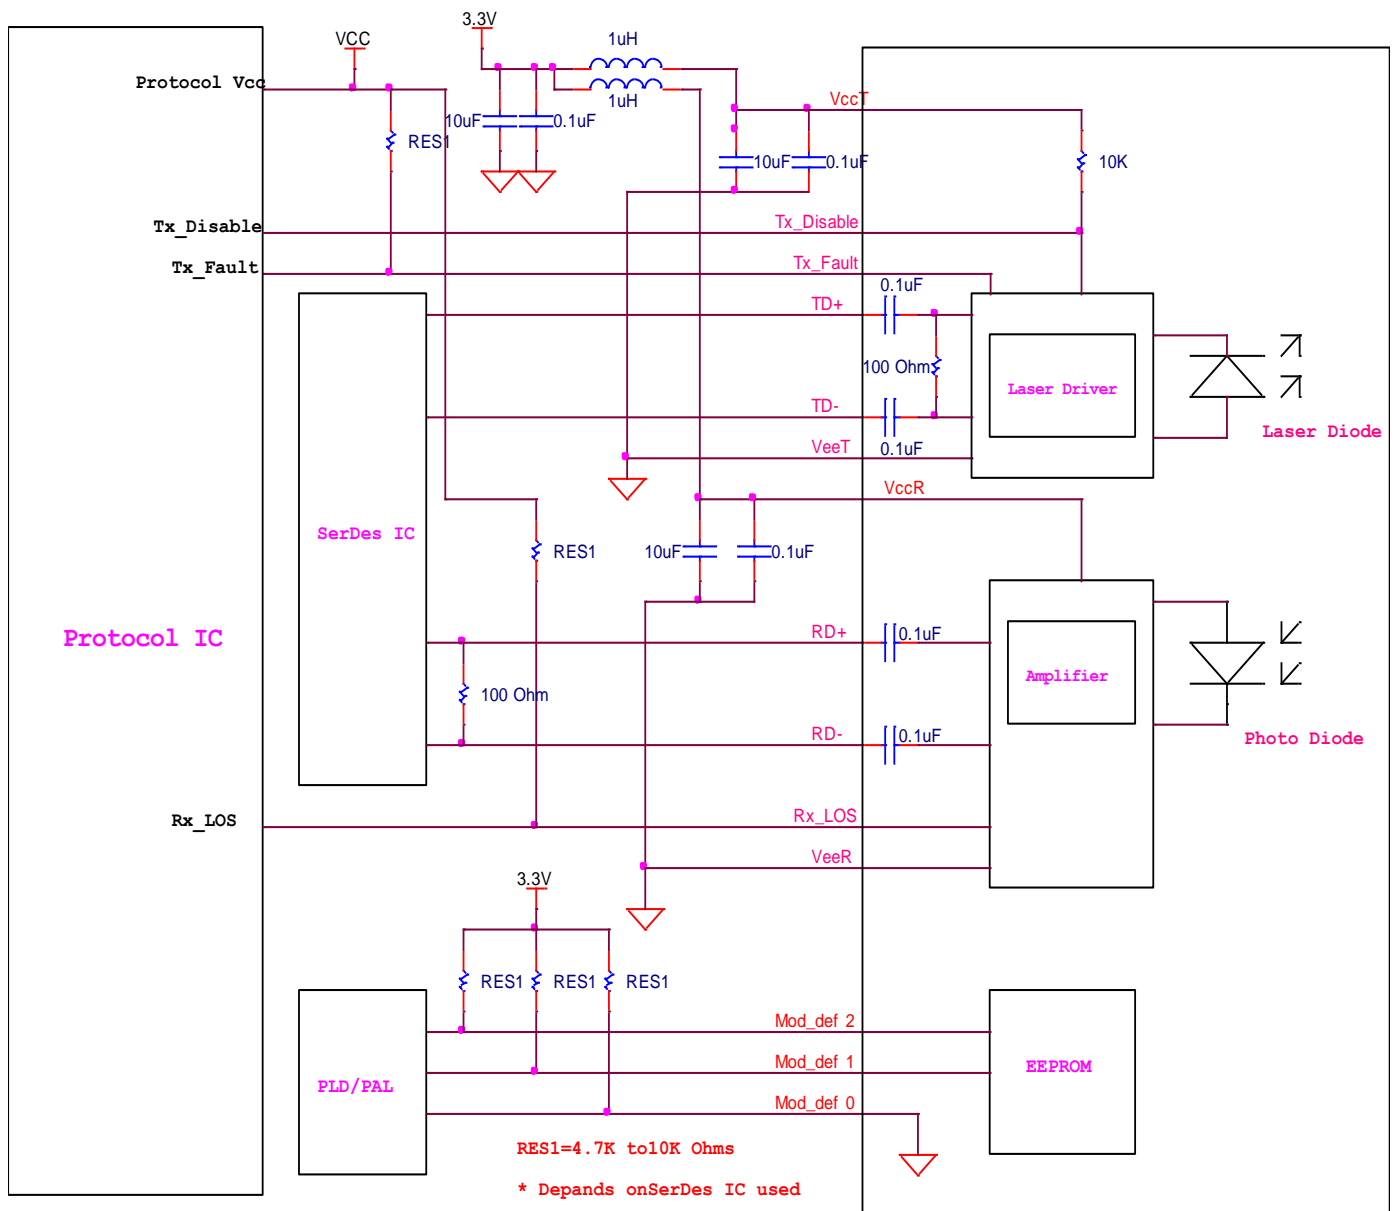 3.3V
1uH
VCC
Protocol Vcc
1uH
VccT
10uF
0.1uF
RES1
10uF
0.1uF
10K
Tx_Disable
Tx_Disable
Tx_Fault
Tx_Fault
0.1uF
TD+
100 Ohm
Laser Driver
TD-
Laser Diode
VeeT
0.1uF
VccR
SerDes IC
RES1
10uF
0.1uF
Protocol IC
RD+
0.1uF
Amplifier
100 Ohm
RD-
0.1uF
Photo Diode
Rx_LOS
Rx_LOS
VeeR
3.3V
RES1
RES1
RES1
Mod_def 2
Mod_def 1
EEPROM
PLD/PAL
Mod_def 0
RES1=4.7K to10K Ohms
* Depands onSerDes IC used